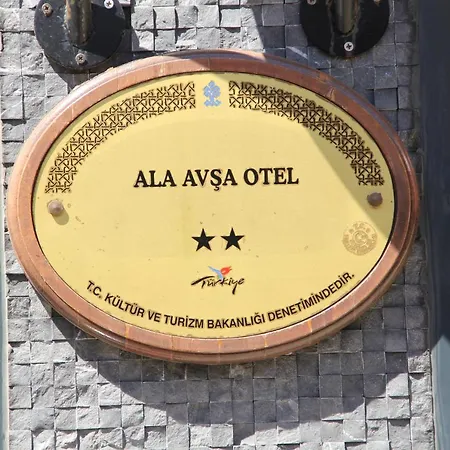 ALA AVŞA OTEL
Türkiye
T.C. KÜLTÜR VE TURİZM BAKANLIĞI DENETİMİNDEDİR.